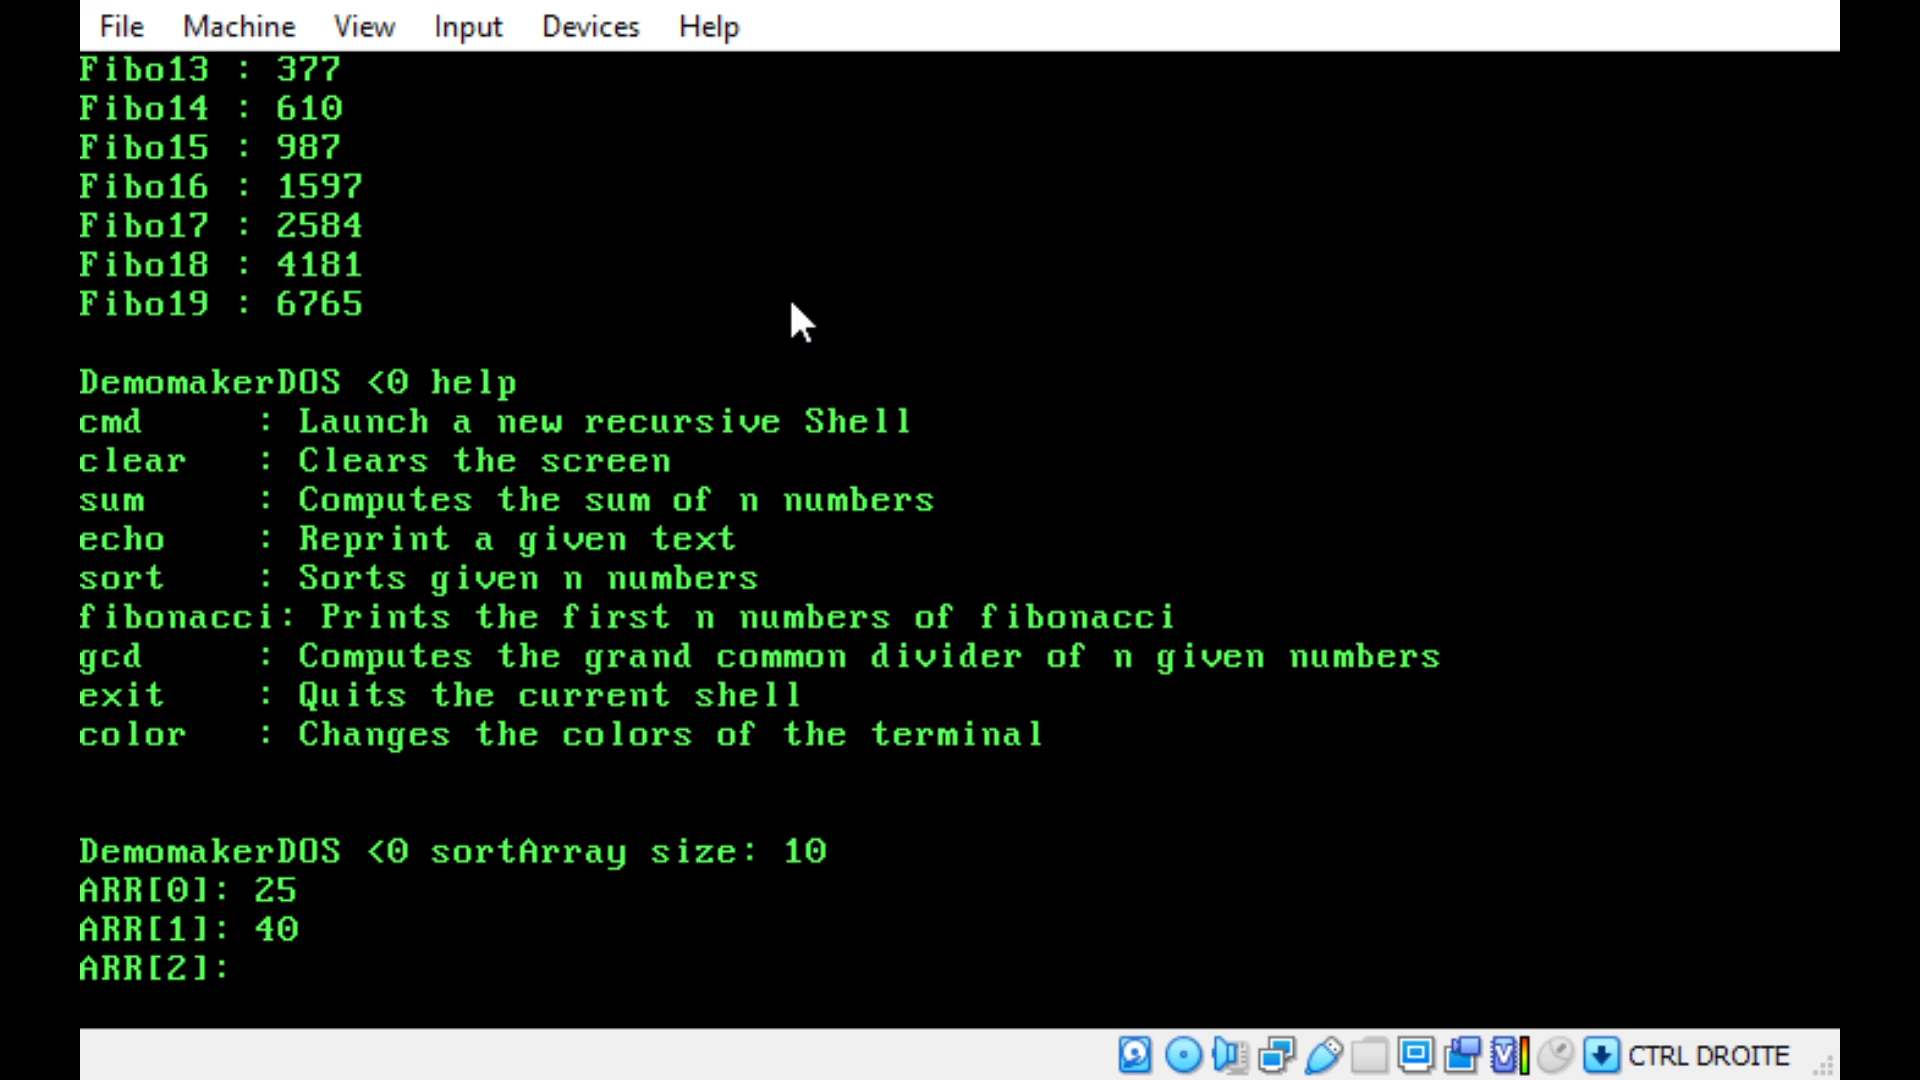 File Machine View Input Devices Help
Fibo13 : 377
Fibo14 : 610
Fibo15 : 987
Fibo16 : 1597
Fibo17 : 2584
Fibo18 : 4181
Fibo19 : 6765
DemomakerDOS <0 help
cmd : Launch a new recursive Shell
clear : Clears the screen
sum : Computes the sum of n numbers
echo : Reprint a given text
sort : Sorts given n numbers
fibonacci: Prints the first n numbers of fibonacci
gcd : Computes the grand common divider of n given numbers
exit : Quits the current shell
color : Changes the colors of the terminal
DemomakerDOS <0 sortArray size: 10
ARR[0]: 25
ARR[1]: 40
ARR[2]:
CTRL DROITE